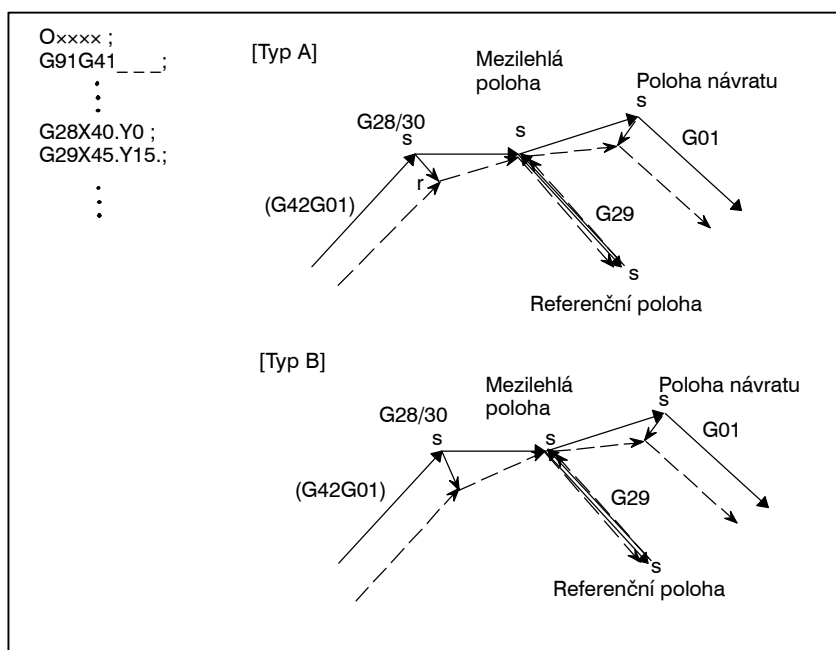 O×××× ;
G91G41_ _ _;
G28X40.Y0 ;
G29X45.Y15.;
[Typ A]
Mezilehlá
poloha
Poloha návratu
s
G28/30
s
s
G01
r
(G42G01)
G29
s
Referenční poloha
[Typ B]
Mezilehlá
poloha
Poloha návratu
s
G28/30
s
s
G01
(G42G01)
G29
s
Referenční poloha